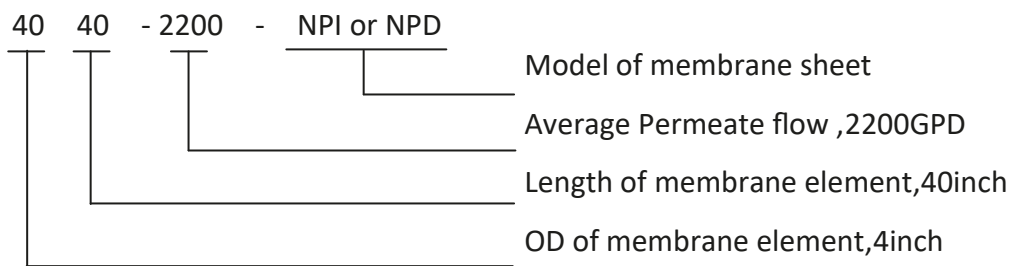 40 40 - 2200 - NPI or NPD
Model of membrane sheet
Average Permeate flow ,2200GPD
Length of membrane element,40inch
OD of membrane element,4inch